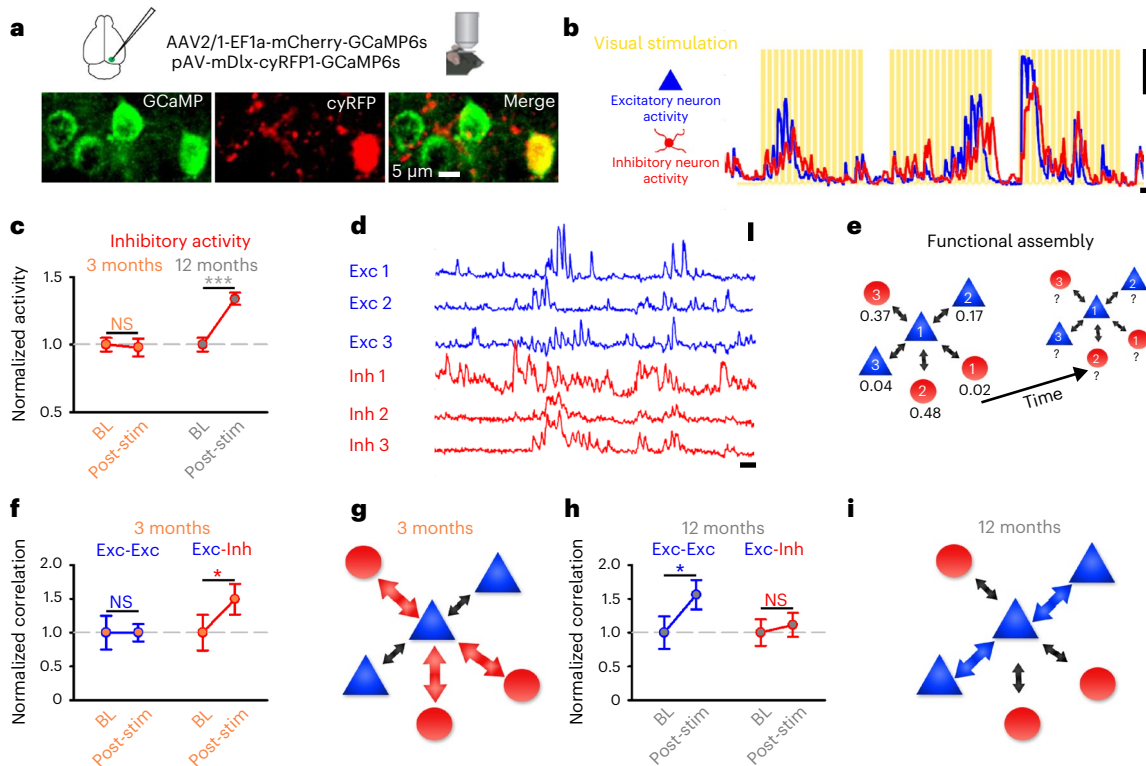 a
AAV2/1-EF1a-mCherry-GCaMP6s
pAV-mDlx-cyRFP1-GCaMP6s
GCaMP
cyRFP
Merge
5 µm
b
Visual stimulation
Excitatory neuron
activity
Inhibitory neuron
activity
c
Inhibitory activity
3 months
12 months
Normalized activity
1.5
1.0
0.5
NS
***
BL
Post-stim
BL
Post-stim
d
Exc 1
Exc 2
Exc 3
Inh 1
Inh 2
Inh 3
e
Functional assembly
3
0.37
2
0.17
1
3
0.04
2
0.48
1
0.02
Time
3
?
2
?
1
3
?
2
?
1
?
f
3 months
Exc-Exc
Exc-Inh
Normalized correlation
2.0
1.5
1.0
0.5
0
NS
*
BL
Post-stim
BL
Post-stim
g
3 months
h
12 months
Exc-Exc
Exc-Inh
Normalized correlation
2.0
1.5
1.0
0.5
0
*
NS
BL
Post-stim
BL
Post-stim
i
12 months